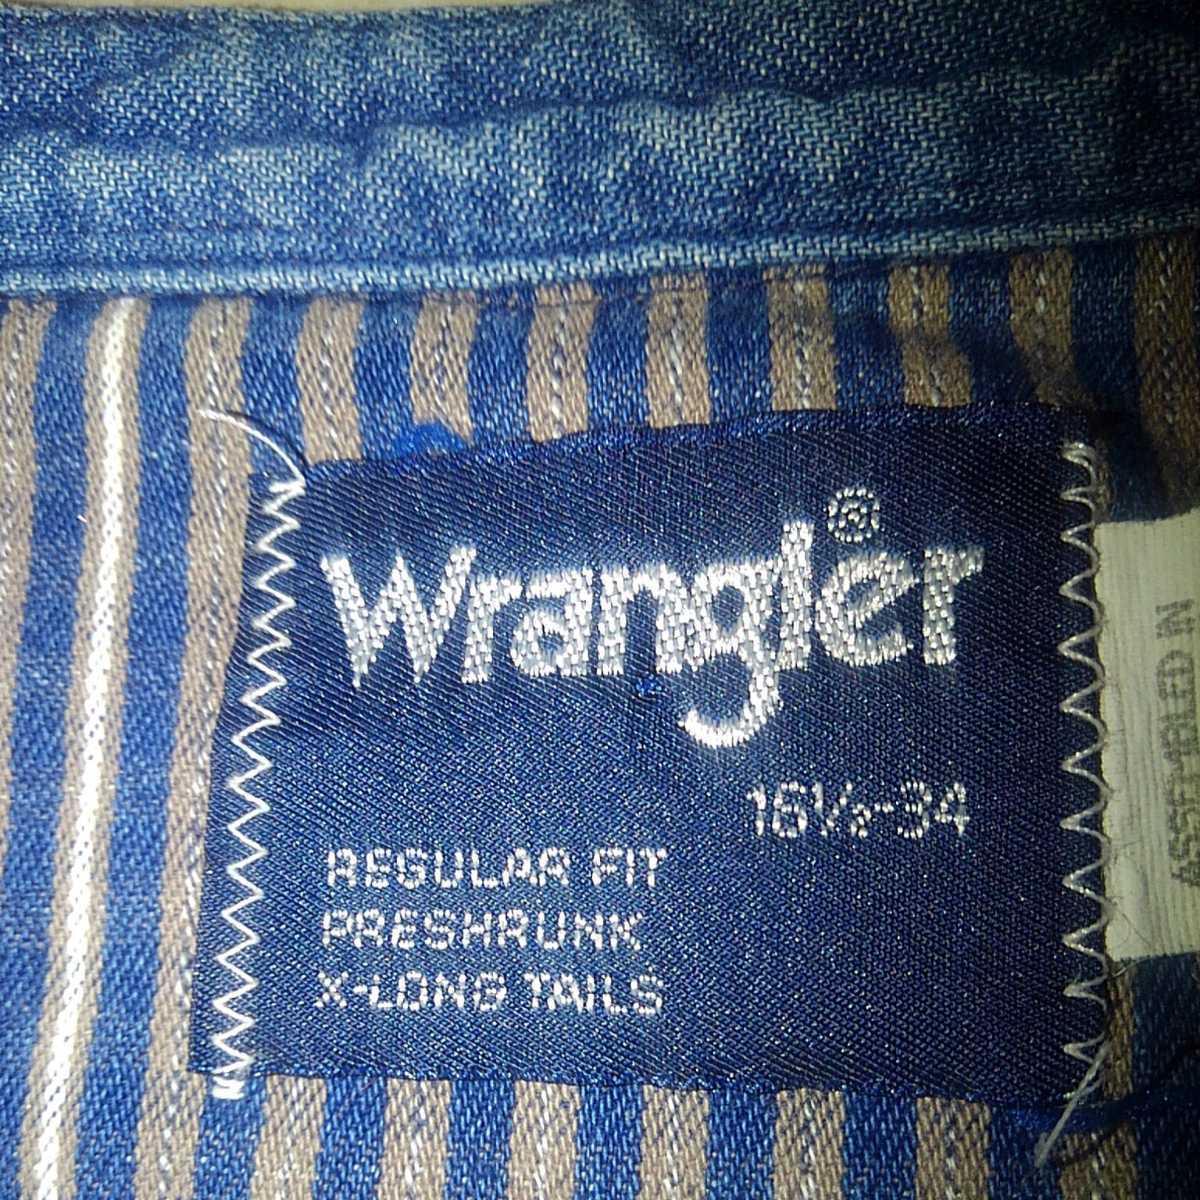 Wrangler®
16½-34
REGULAR FIT
PRESHRUNK
X-LONG TAILS
ASSEMBLED IN